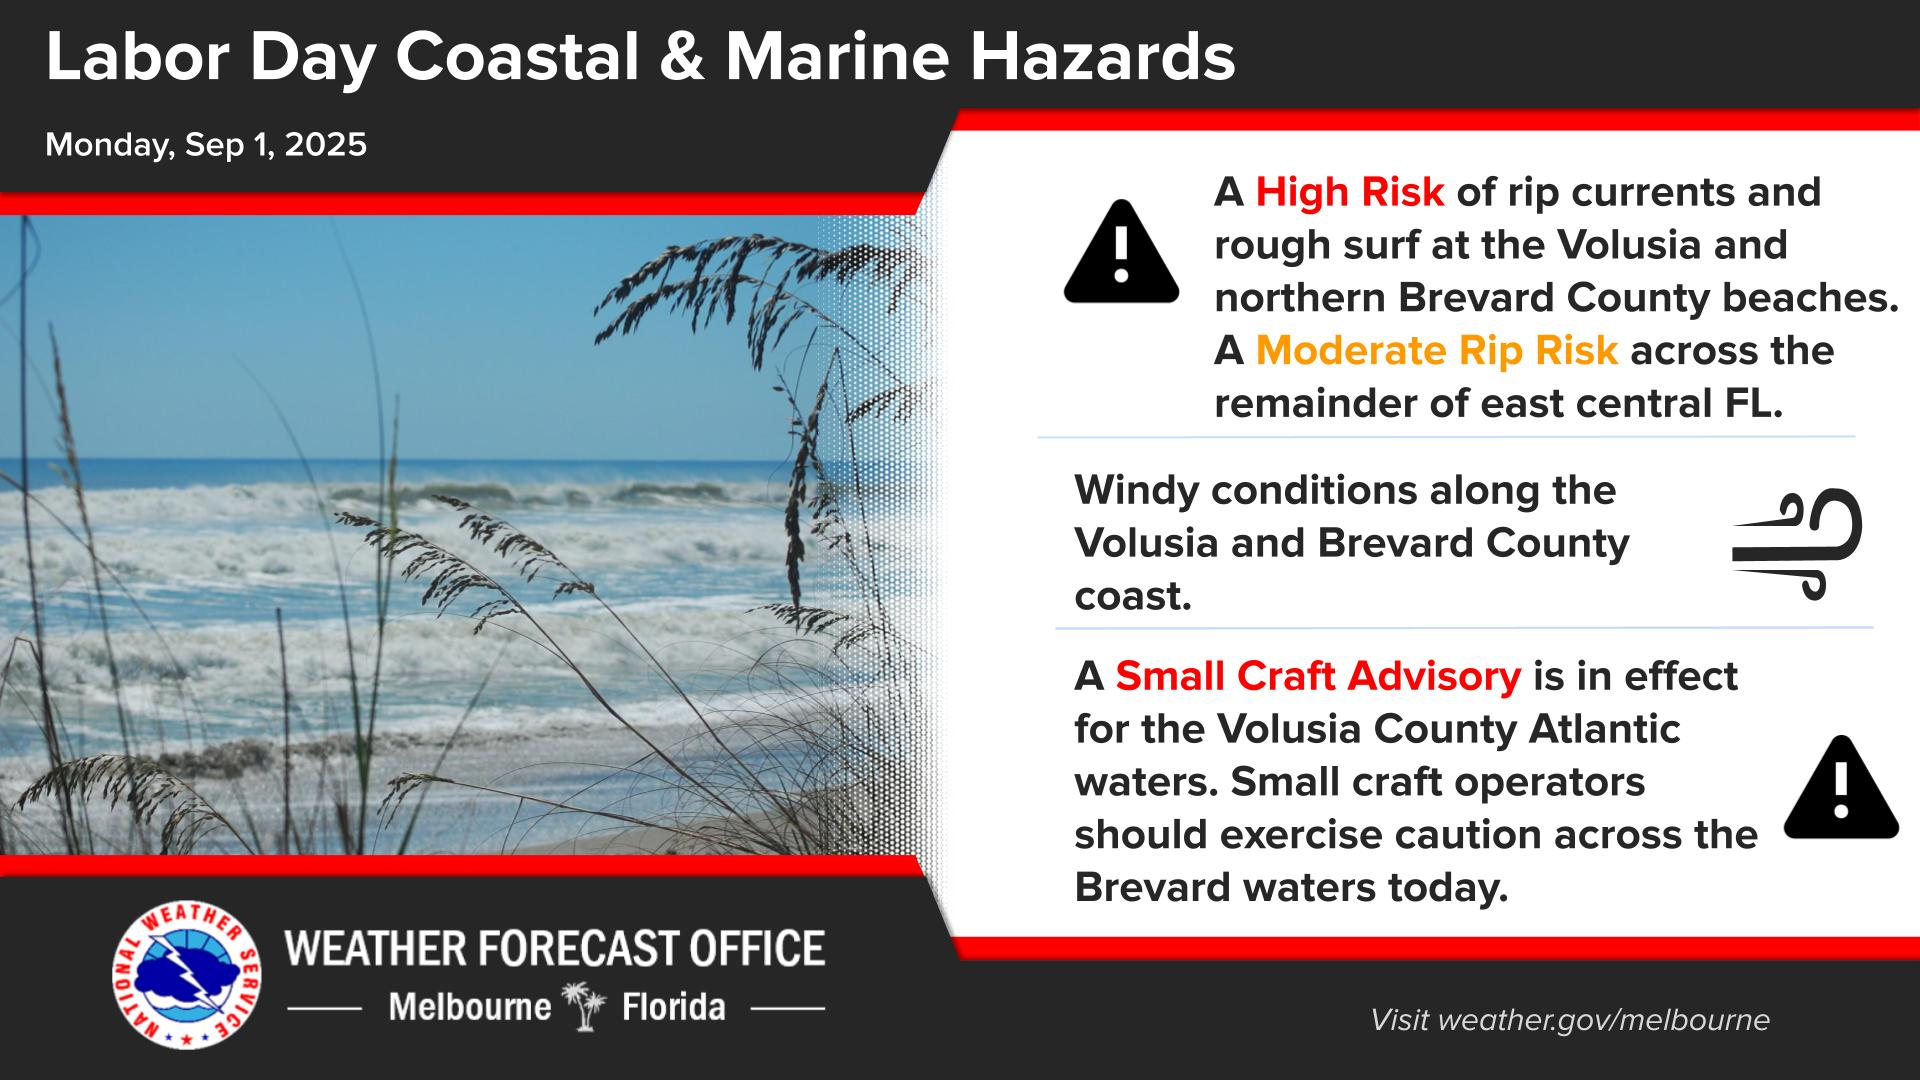 Labor Day Coastal & Marine Hazards
Monday, Sep 1, 2025
A High Risk of rip currents and
rough surf at the Volusia and
northern Brevard County beaches.
A Moderate Rip Risk across the
remainder of east central FL.
Windy conditions along the
Volusia and Brevard County
coast.
A Small Craft Advisory is in effect
for the Volusia County Atlantic
waters. Small craft operators
should exercise caution across the
Brevard waters today.
NATIONAL WEATHER SERVICE
WEATHER FORECAST OFFICE
Melbourne Florida
Visit weather.gov/melbourne